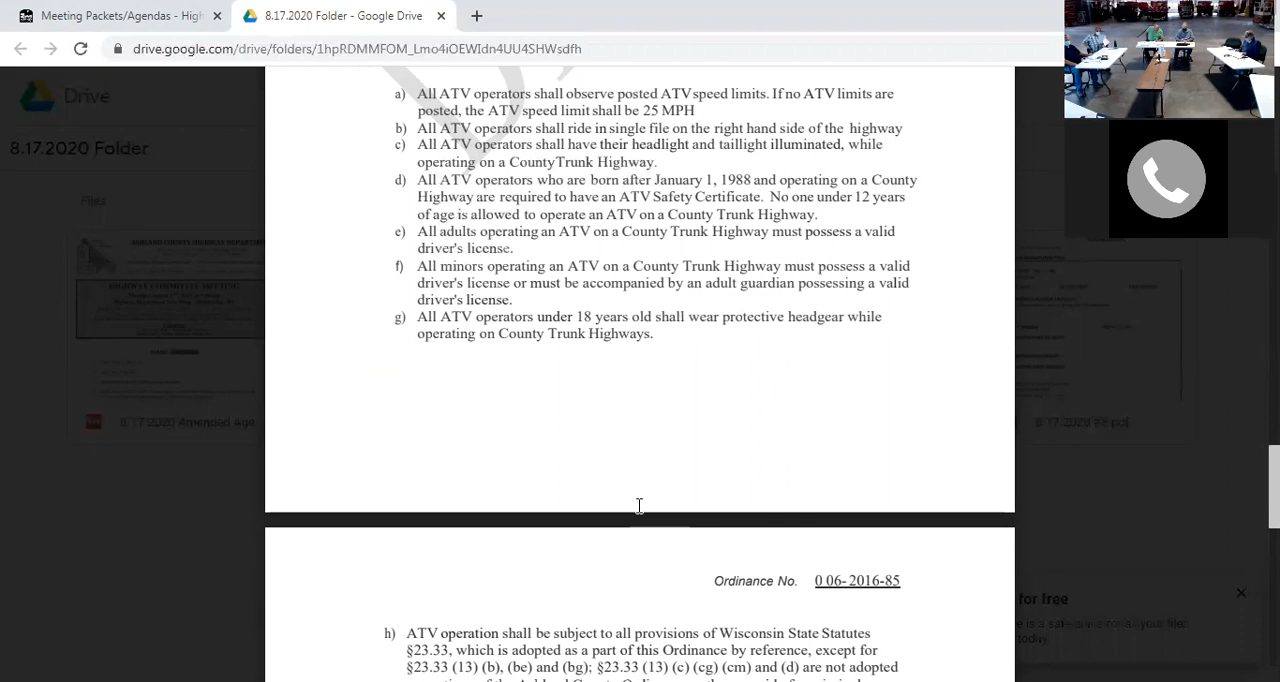 Meeting Packets/Agendas - High
8.17.2020 Folder - Google Drive
drive.google.com/drive/folders/1hpRDMMFOM_Lmo4iOEWIdn4UU4SHWsdfh
Drive
8.17.2020 Folder
Files
a) All ATV operators shall observe posted ATV speed limits. If no ATV limits are
posted, the ATV speed limit shall be 25 MPH
b) All ATV operators shall ride in single file on the right hand side of the highway
c) All ATV operators shall have their headlight and taillight illuminated, while
operating on a County Trunk Highway.
d) All ATV operators who are born after January 1, 1988 and operating on a County
Highway are required to have an ATV Safety Certificate. No one under 12 years
of age is allowed to operate an ATV on a County Trunk Highway.
e) All adults operating an ATV on a County Trunk Highway must possess a valid
driver's license.
f) All minors operating an ATV on a County Trunk Highway must possess a valid
driver's license or must be accompanied by an adult guardian possessing a valid
driver's license.
g) All ATV operators under 18 years old shall wear protective headgear while
operating on County Trunk Highways.
8.17.2020 Amended Age
Ordinance No. 0 06-2016-85
for free
h) ATV operation shall be subject to all provisions of Wisconsin State Statutes
§23.33, which is adopted as a part of this Ordinance by reference, except for
§23.33 (13) (b), (be) and (bg); §23.33 (13) (c) (cg) (cm) and (d) are not adopted